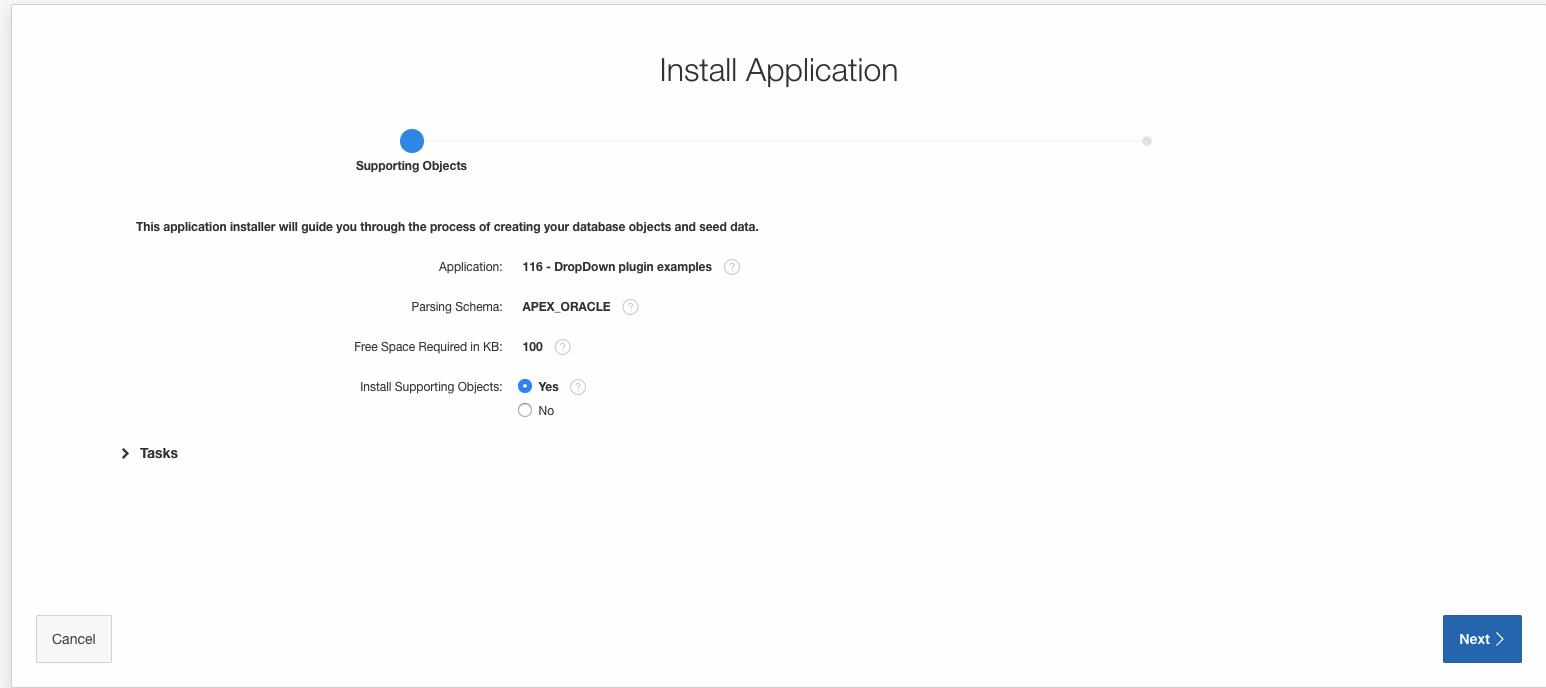 Install Application
Supporting Objects
This application installer will guide you through the process of creating your database objects and seed data.
Application: 116 - DropDown plugin examples ?
Parsing Schema: APEX_ORACLE ?
Free Space Required in KB: 100 ?
Install Supporting Objects: Yes ?
No
Tasks
Cancel Next